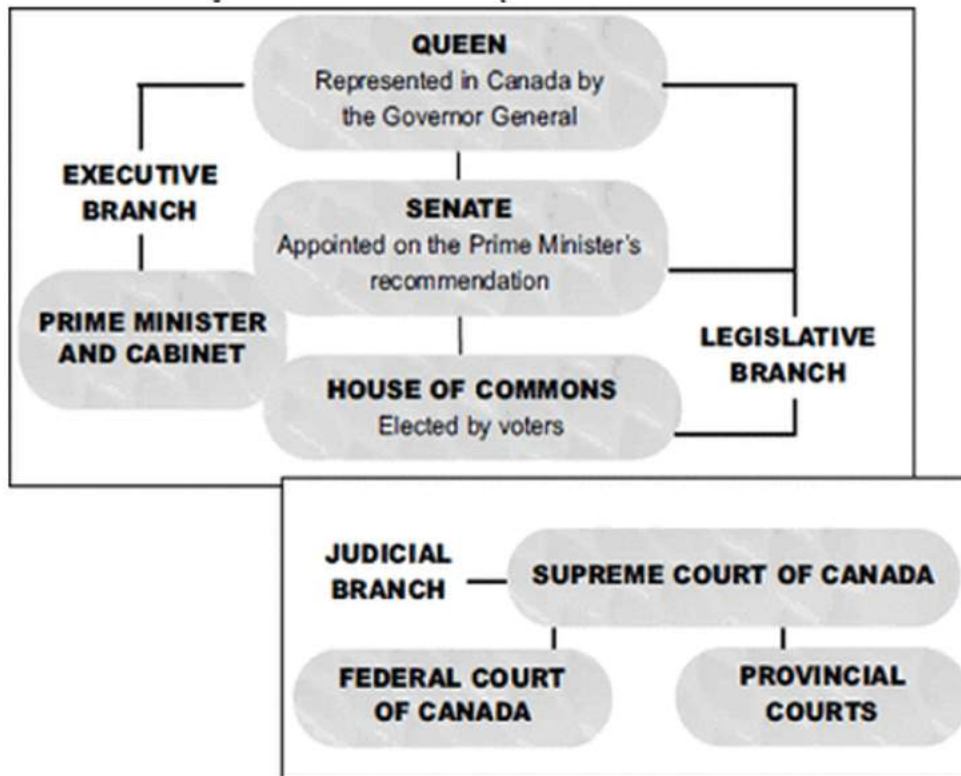 QUEEN
Represented in Canada by
the Governor General
EXECUTIVE
BRANCH
SENATE
Appointed on the Prime Minister's
recommendation
PRIME MINISTER
AND CABINET
LEGISLATIVE
BRANCH
HOUSE OF COMMONS
Elected by voters
JUDICIAL
BRANCH
SUPREME COURT OF CANADA
FEDERAL COURT
OF CANADA
PROVINCIAL
COURTS